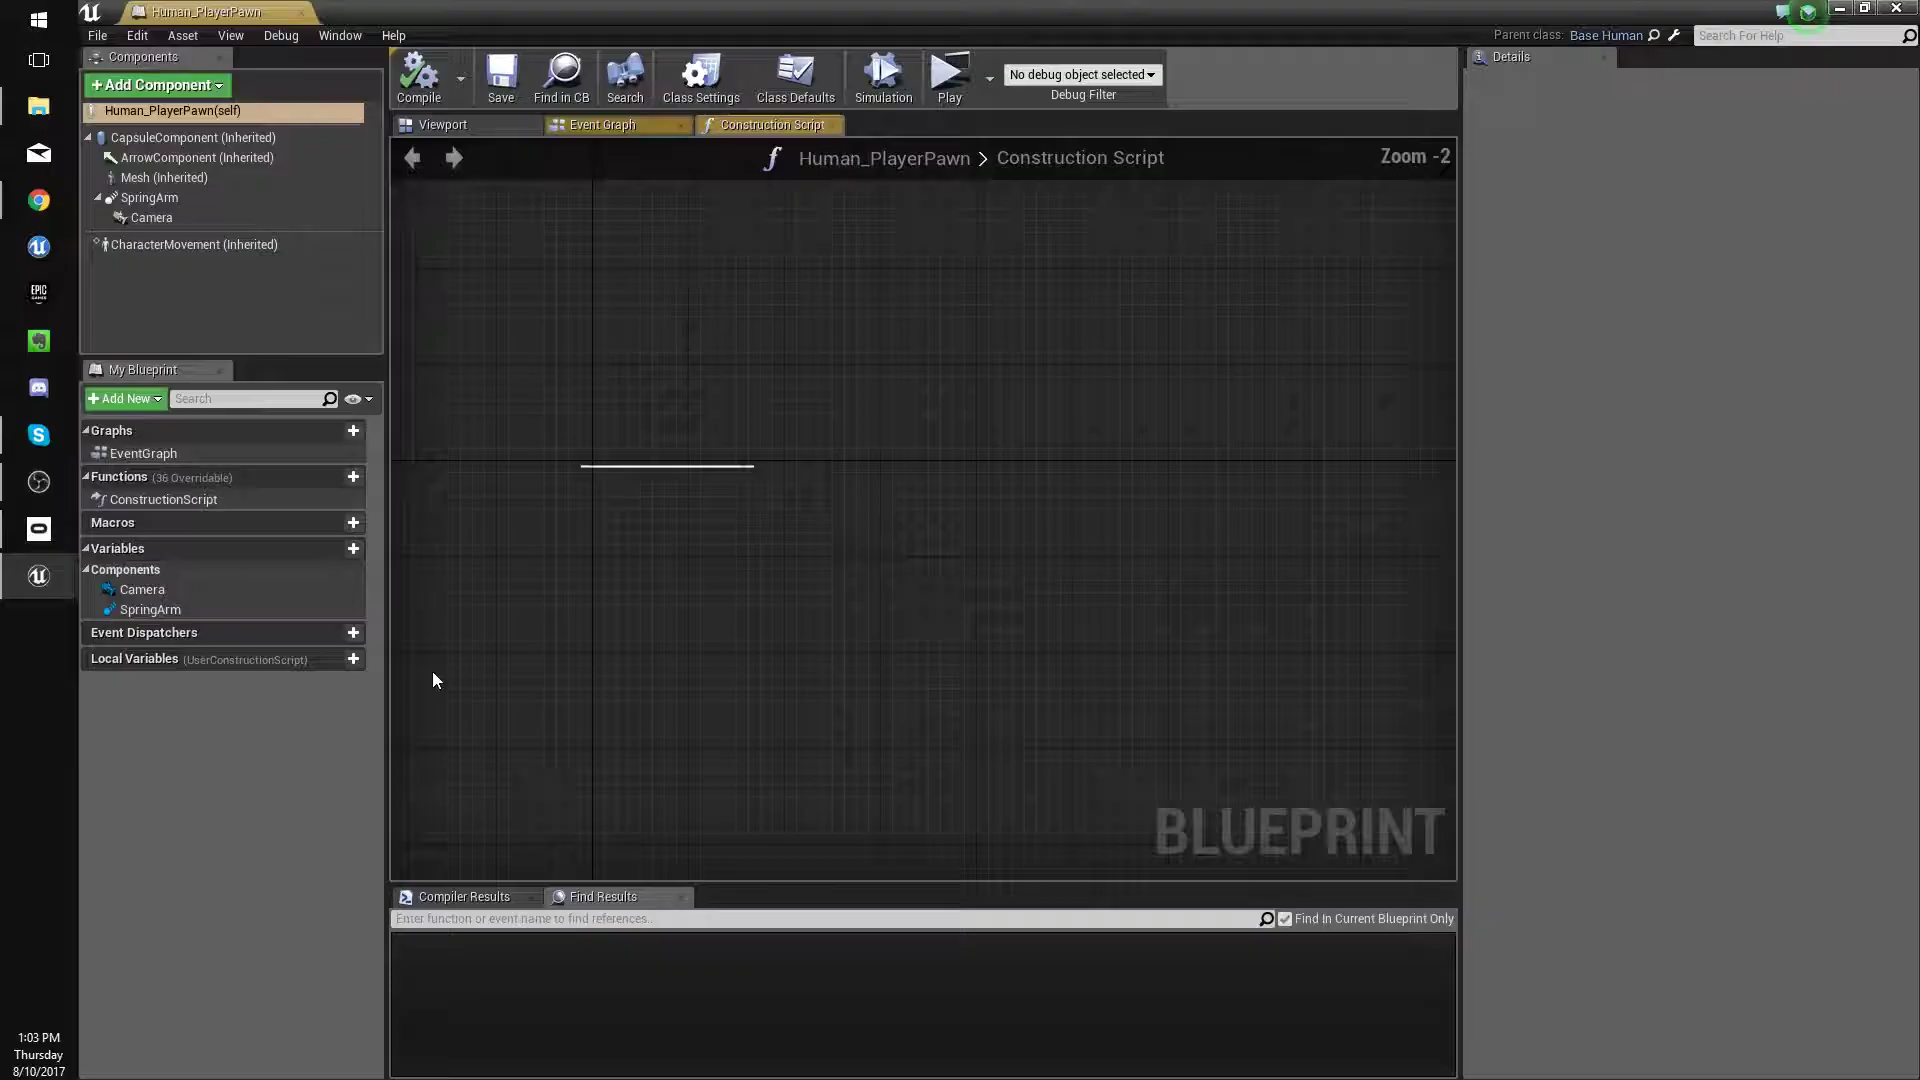 Human_PlayerPawn
File Edit Asset View Debug Window Help
Parent class: Base Human
Search For Help
Components
+Add Component
Human_PlayerPawn(self)
CapsuleComponent (Inherited)
ArrowComponent (Inherited)
Mesh (Inherited)
SpringArm
Camera
CharacterMovement (Inherited)
My Blueprint
+Add New
Search
Graphs
EventGraph
Functions (36 Overridable)
ConstructionScript
Macros
Variables
Components
Camera
SpringArm
Event Dispatchers
Local Variables (UserConstructionScript)
Compile
Save
Find in CB
Search
Class Settings
Class Defaults
Simulation
Play
No debug object selected
Debug Filter
Viewport
Event Graph
Construction Script
Human_PlayerPawn > Construction Script
Zoom -2
BLUEPRINT
Compiler Results
Find Results
Enter function or event name to find references..
Find In Current Blueprint Only
Details
EPIC
GAMES
1:03 PM
Thursday
8/10/2017